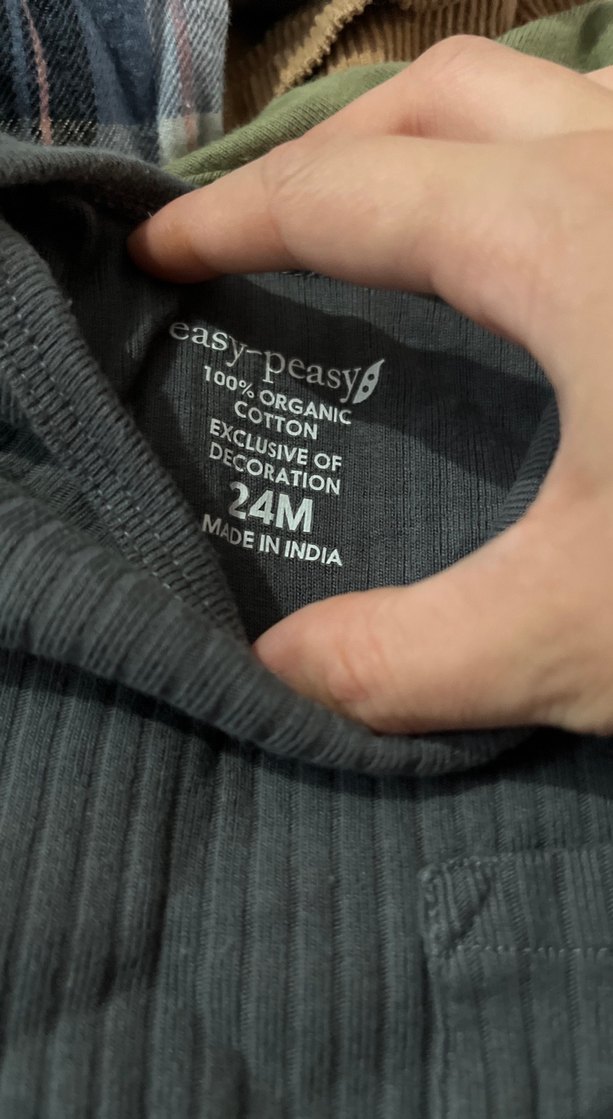 easy-peasy
100% ORGANIC
COTTON
EXCLUSIVE OF
DECORATION
24M
MADE IN INDIA